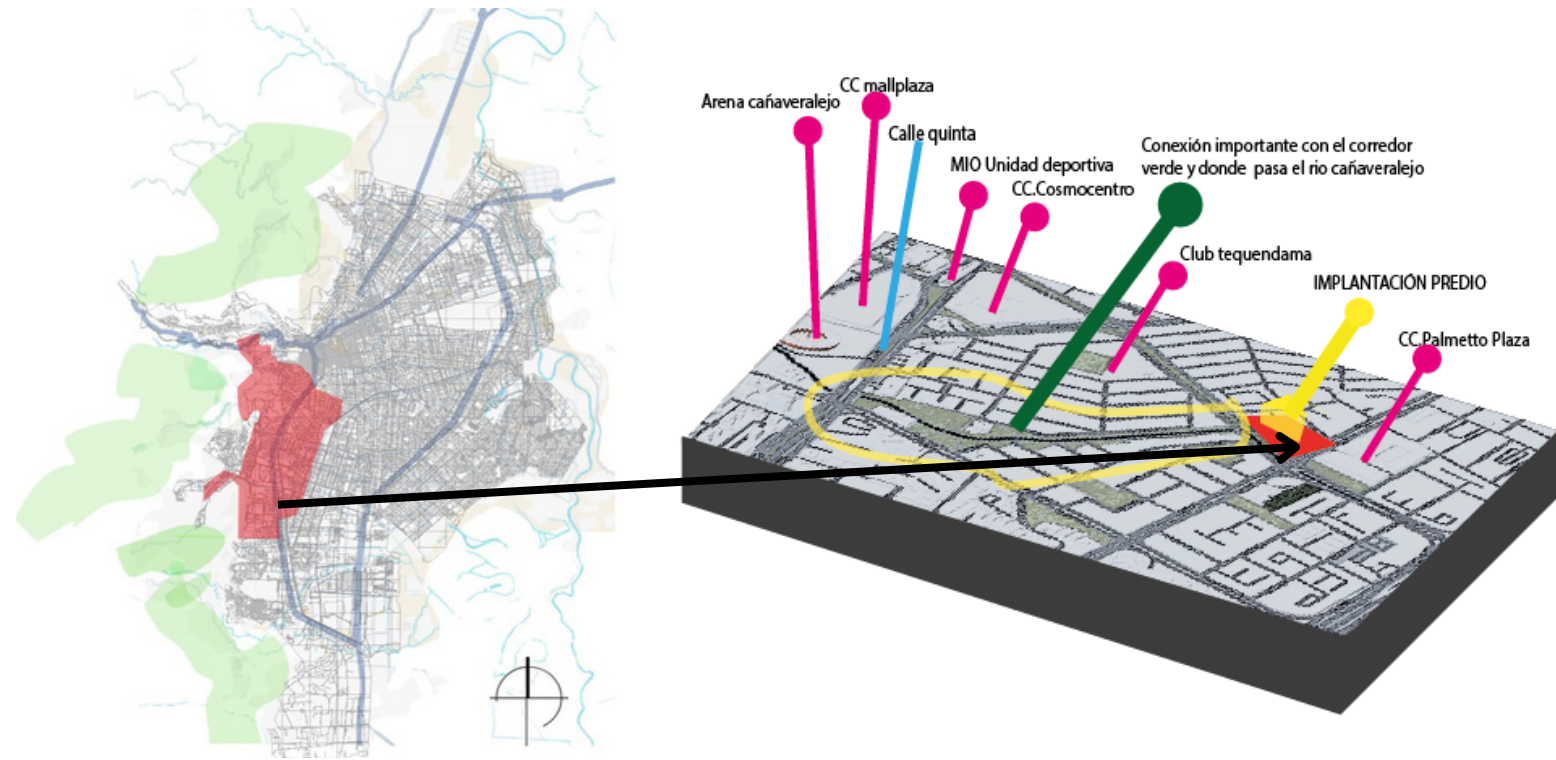 Arena cañaveralejo
CC mallplaza
Calle quinta
MIO Unidad deportiva
CC.Cosmocentro
Conexión importante con el corredor
verde y donde pasa el rio cañaveralejo
Club tequendama
IMPLANTACIÓN PREDIO
CC.Palmetto Plaza